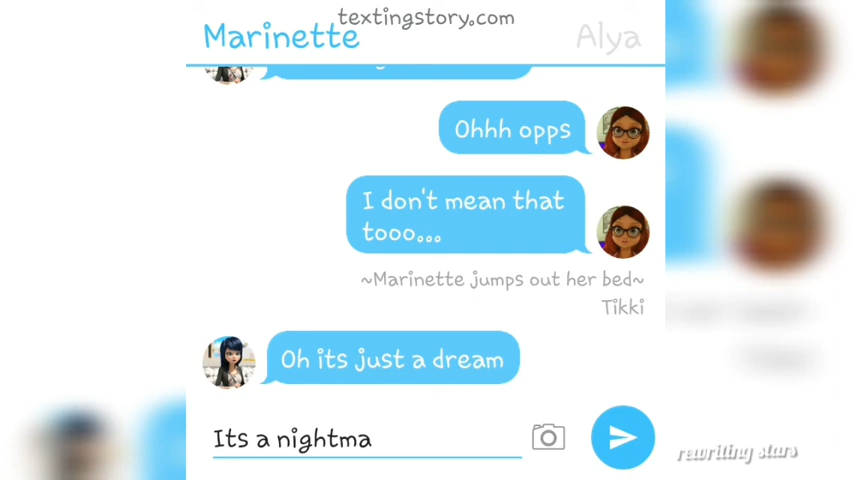 textingstory.com
Marinette
Alya
Ohhh opps
I don't mean that
tooo...
~Marinette jumps out her bed~
Tikki
Oh its just a dream
Its a nightma
rewriting stars